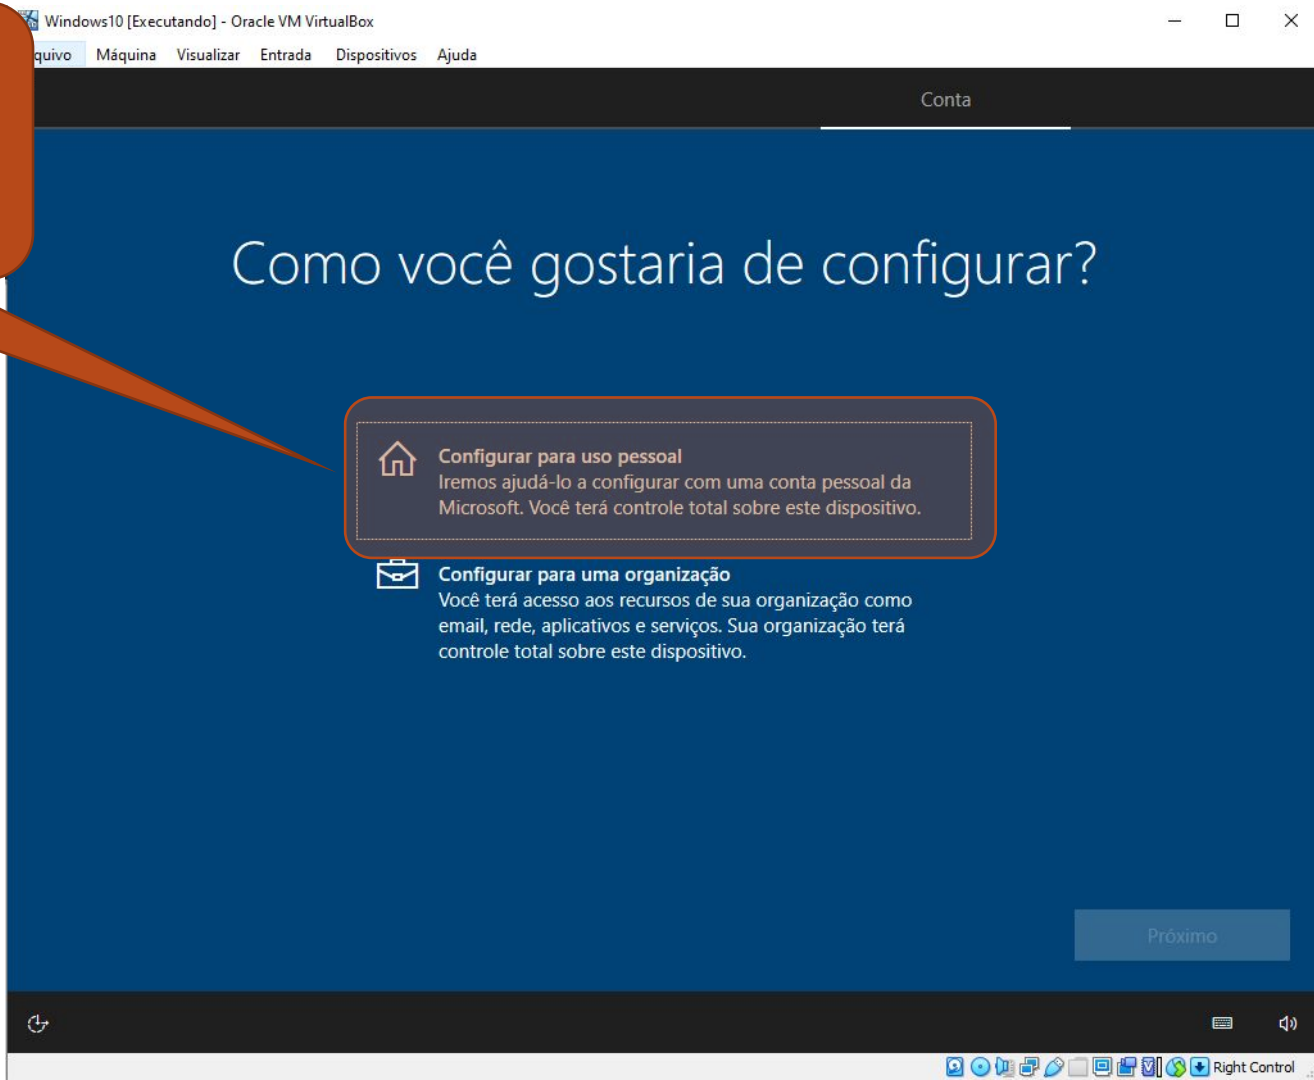 Windows10 [Executando] - Oracle VM VirtualBox
quivo Máquina Visualizar Entrada Dispositivos Ajuda
Conta
Como você gostaria de configurar?
Configurar para uso pessoal
Iremos ajudá-lo a configurar com uma conta pessoal da
Microsoft. Você terá controle total sobre este dispositivo.
Configurar para uma organização
Você terá acesso aos recursos de sua organização como
email, rede, aplicativos e serviços. Sua organização terá
controle total sobre este dispositivo.
Próximo
Right Control